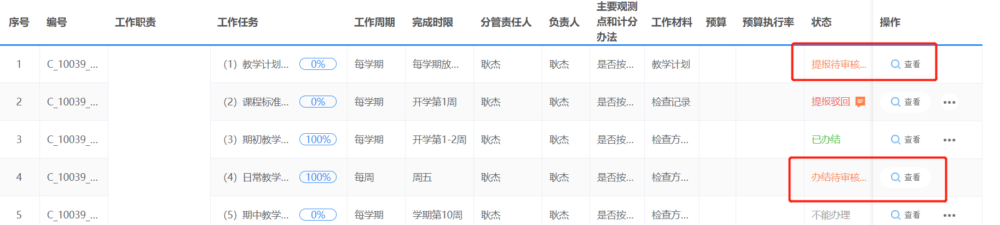 序号 编号 工作职责 工作任务 工作周期 完成时限 分管责任人 负责人 主要观测点和计分办法 工作材料 预算 预算执行率 状态 操作
1 C_10039_... （1）教学计划... 0% 每学期 每学期放... 耿杰 耿杰 是否按... 教学计划 提报待审核... 查看
2 C_10039_... （2）课程标准... 0% 每学期 开学第1周 耿杰 耿杰 是否按... 检查记录 提报驳回 查看 •••
3 C_10039_... （3）期初教学... 100% 每学期 开学第1-2周 耿杰 耿杰 是否按... 检查方... 已办结 查看 •••
4 C_10039_... （4）日常教学... 100% 每周 周五 耿杰 耿杰 是否按... 检查方... 办结待审核... 查看
5 C_10039_... （5）期中教学... 0% 每学期 学期第10周 耿杰 耿杰 是否按... 检查方... 不能办理 查看 •••